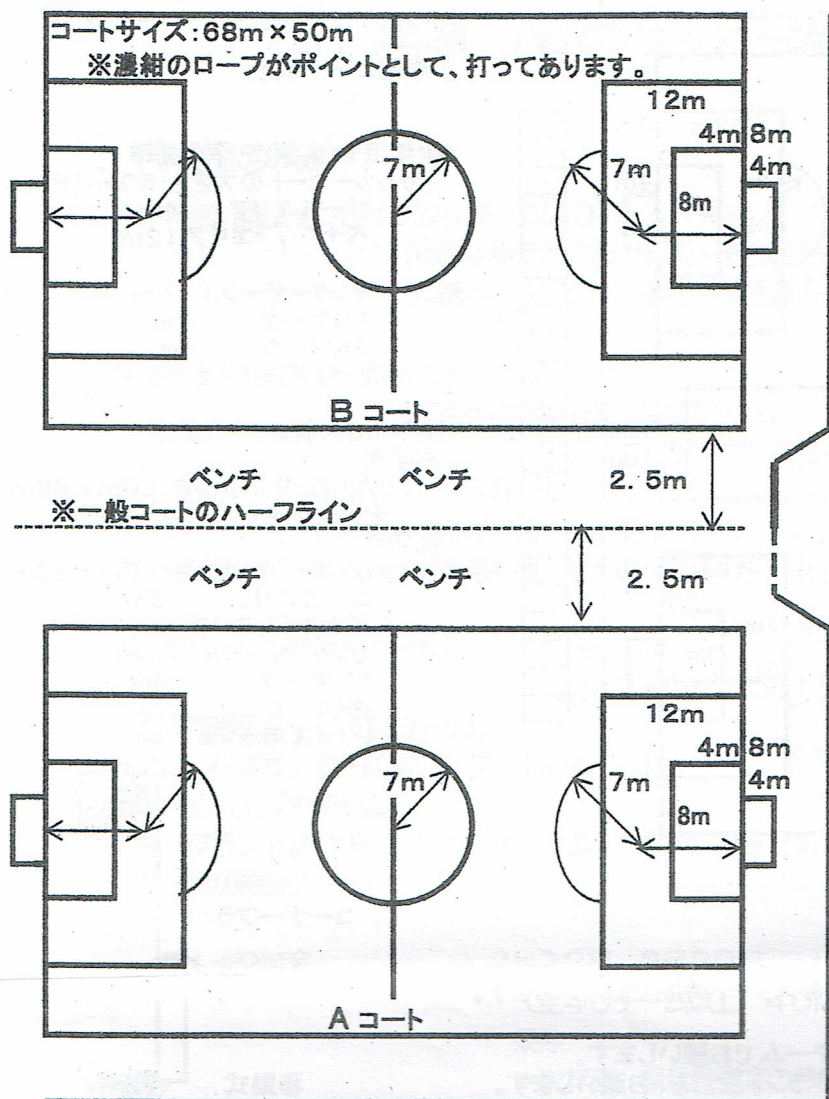 コートサイズ:68m×50m
※濃紺のロープがポイントとして、打ってあります。
12m
4m 8m
7m
7m
4m
8m
B コート
ベンチ
ベンチ
2. 5m
※一般コートのハーフライン
ベンチ
ベンチ
2. 5m
12m
4m 8m
7m
7m
4m
8m
A コート